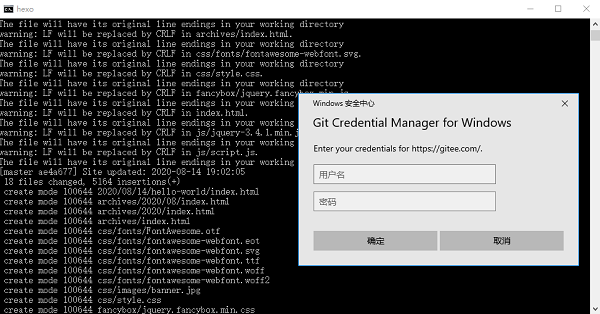 hexo
The file will have its original line endings in your working directory
warning: LF will be replaced by CRLF in archives/index.html.
The file will have its original line endings in your working directory
warning: LF will be replaced by CRLF in css/fonts/fontawesome-webfont.svg.
The file will have its original line endings in your working directory
warning: LF will be replaced by CRLF in css/style.css.
The file will have its original line endings in your working directory
warning: LF will be replaced by CRLF in fancybox/jquery.fancybox.min.js
The file will have its original line endings in
warning: LF will be replaced by CRLF in index.html.
The file will have its original line endings in
warning: LF will be replaced by CRLF in js/jquery-3.4.1.min.j
The file will have its original line endings in
warning: LF will be replaced by CRLF in js/script.js.
The file will have its original line endings in
[master ae4a677] Site updated: 2020-08-14 19:02:05
18 files changed, 5164 insertions(+)
create mode 100644 2020/08/14/hello-world/index.html
create mode 100644 archives/2020/08/index.html
create mode 100644 archives/2020/index.html
create mode 100644 archives/index.html
create mode 100644 css/fonts/FontAwesome.otf
create mode 100644 css/fonts/fontawesome-webfont.eot
create mode 100644 css/fonts/fontawesome-webfont.svg
create mode 100644 css/fonts/fontawesome-webfont.ttf
create mode 100644 css/fonts/fontawesome-webfont.woff
create mode 100644 css/fonts/fontawesome-webfont.woff2
create mode 100644 css/images/banner.jpg
create mode 100644 css/style.css
create mode 100644 fancybox/jquery.fancybox.min.css
Windows 安全中心
Git Credential Manager for Windows
Enter your credentials for https://gitee.com/.
用户名
密码
确定
取消